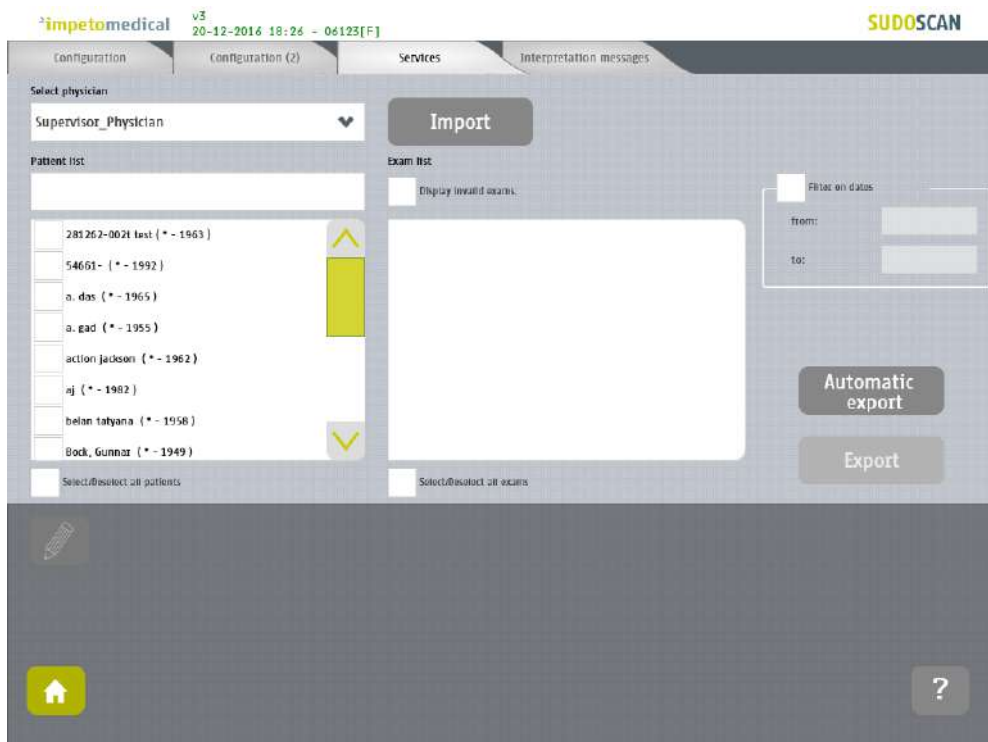 impetomedical
v3
20-12-2016 18:26 - 06123[F]
SUDOSCAN
Configuration
Configuration (2)
Services
Interpretation messages
Select physician
Supervisor_Physician
Import
Patient list
Exam list
Display invalid exams.
Filter on dates
from:
to:
281262-002t test ( * - 1963 )
54661- ( * - 1992 )
a. das ( * - 1965 )
a. gad ( * - 1955 )
action jackson ( * - 1962 )
aj ( * - 1982 )
belan tatyana ( * - 1958 )
Bock, Gunnar ( * - 1949 )
Automatic
export
Export
Select/Deselect all patients
Select/Deselect all exams
?